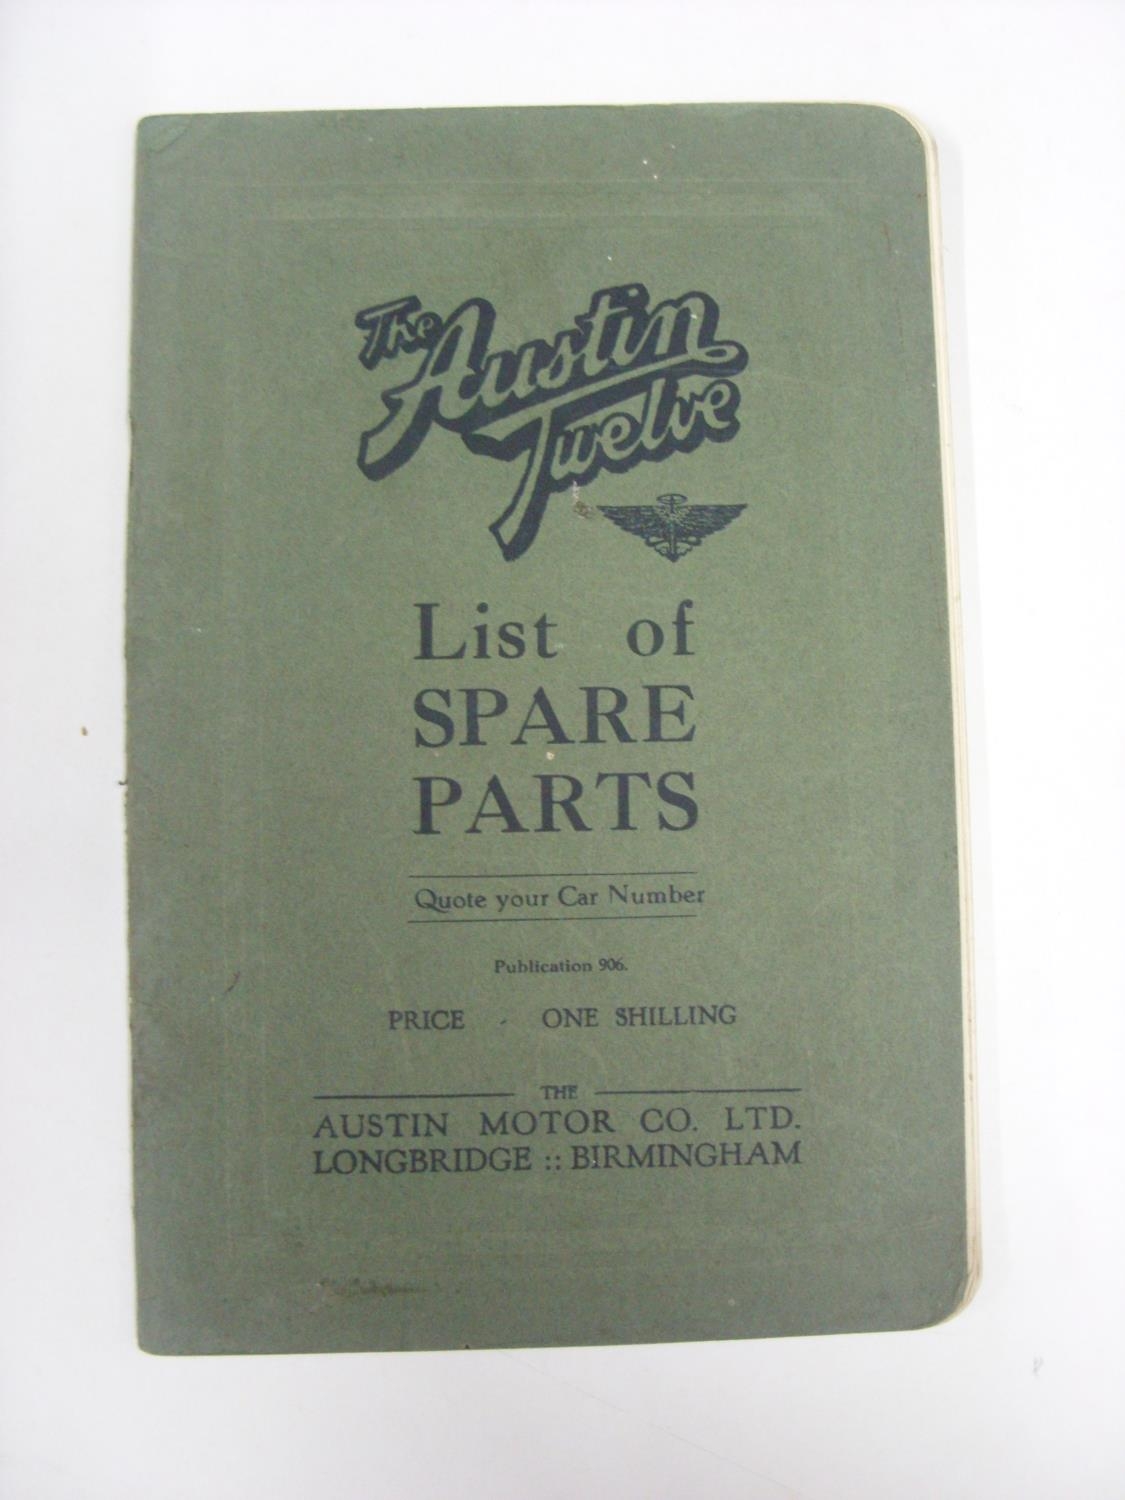 The Austin
Twelve
List of
SPARE
PARTS
Quote your Car Number
Publication 906.
PRICE - ONE SHILLING
THE
AUSTIN MOTOR CO. LTD.
LONGBRIDGE :: BIRMINGHAM